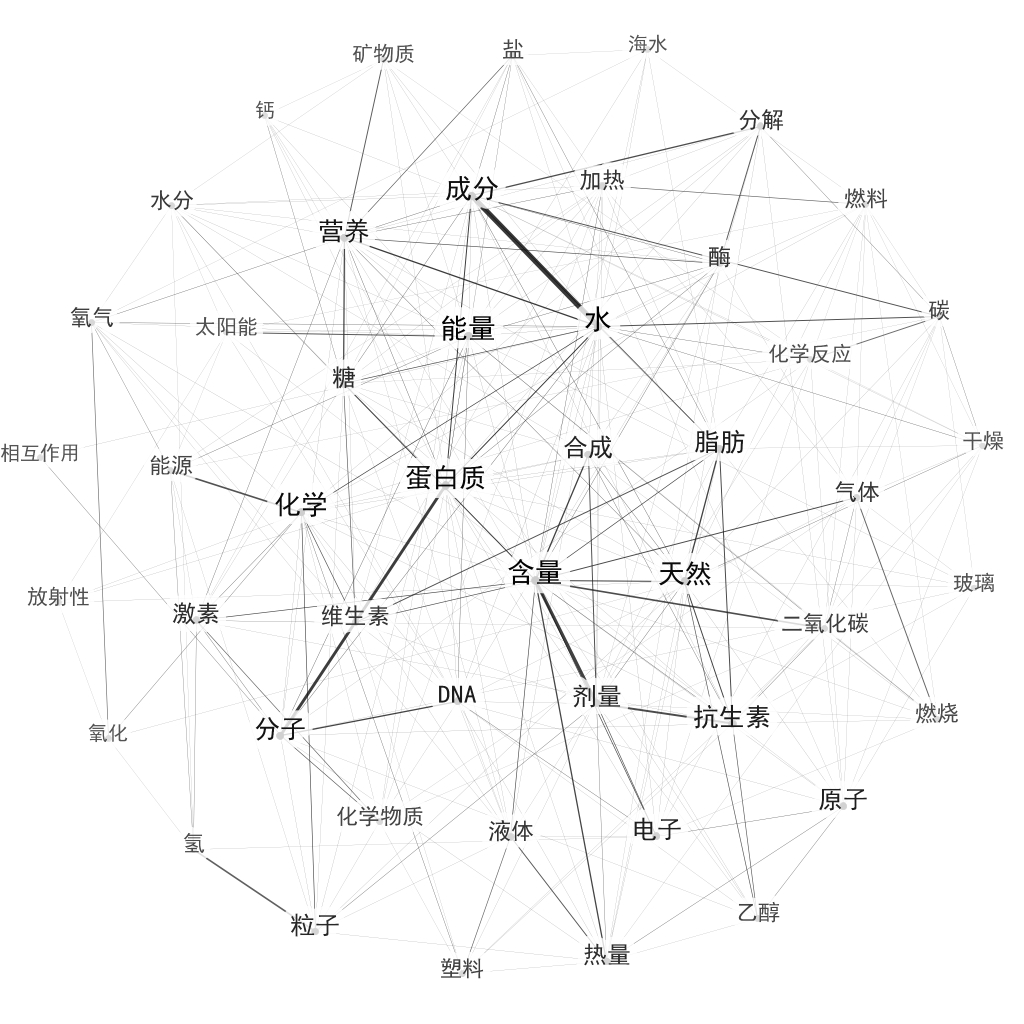 海水
盐
矿物质
钙
分解
加热
成分
水分
燃料
营养
酶
碳
氧气
太阳能
能量
水
化学反应
糖
干燥
脂肪
合成
相互作用
能源
蛋白质
气体
化学
含量
天然
玻璃
放射性
激素
维生素
二氧化碳
DNA
剂量
抗生素
燃烧
分子
氧化
原子
化学物质
液体
电子
氢
乙醇
粒子
热量
塑料